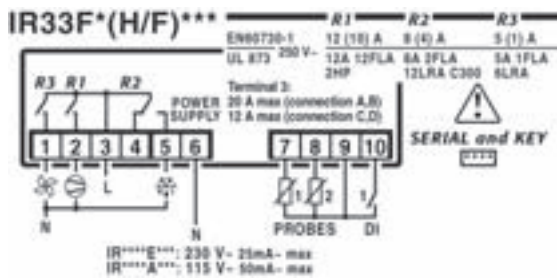 IR33F*(H/F)***
R1 R2 R3
EN60730-1 12 (10) A 6 (4) A 5 (1) A
UL 873 250 V~ 12A 12FLA 6A 2FLA 5A 1FLA
2HP 12LRA C300 6LRA
R3 R1 R2
Terminal 3:
POWER SUPPLY
20 A max (connection A,B)
12 A max (connection C,D)
SERIAL and KEY
1 2 3 4 5 6 7 8 9 10
L
1 2 1
N N PROBES DI
IR****E***: 230 V~ 25mA~ max
IR****A***: 115 V~ 50mA~ max